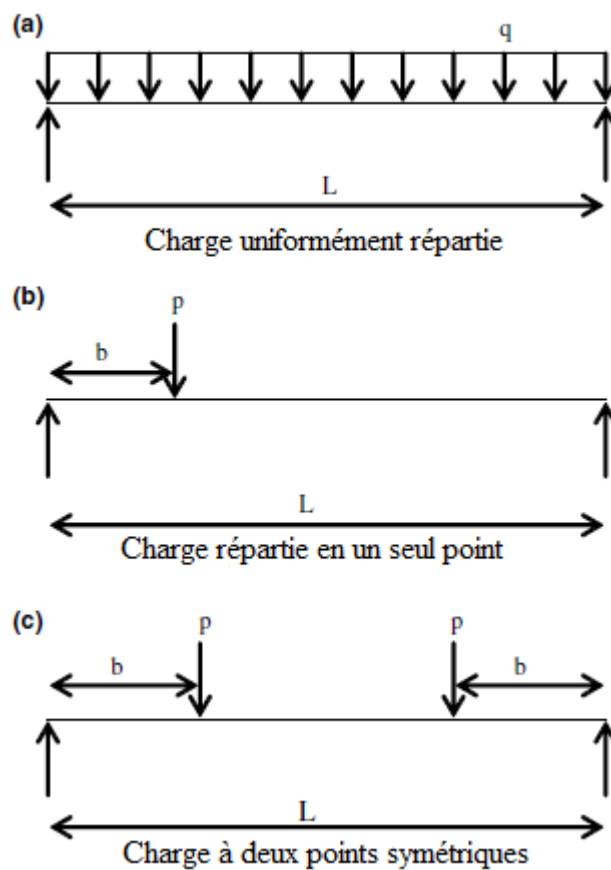 (a)
q
L
Charge uniformément répartie
(b)
p
b
L
Charge répartie en un seul point
(c)
p p
b b
L
Charge à deux points symétriques